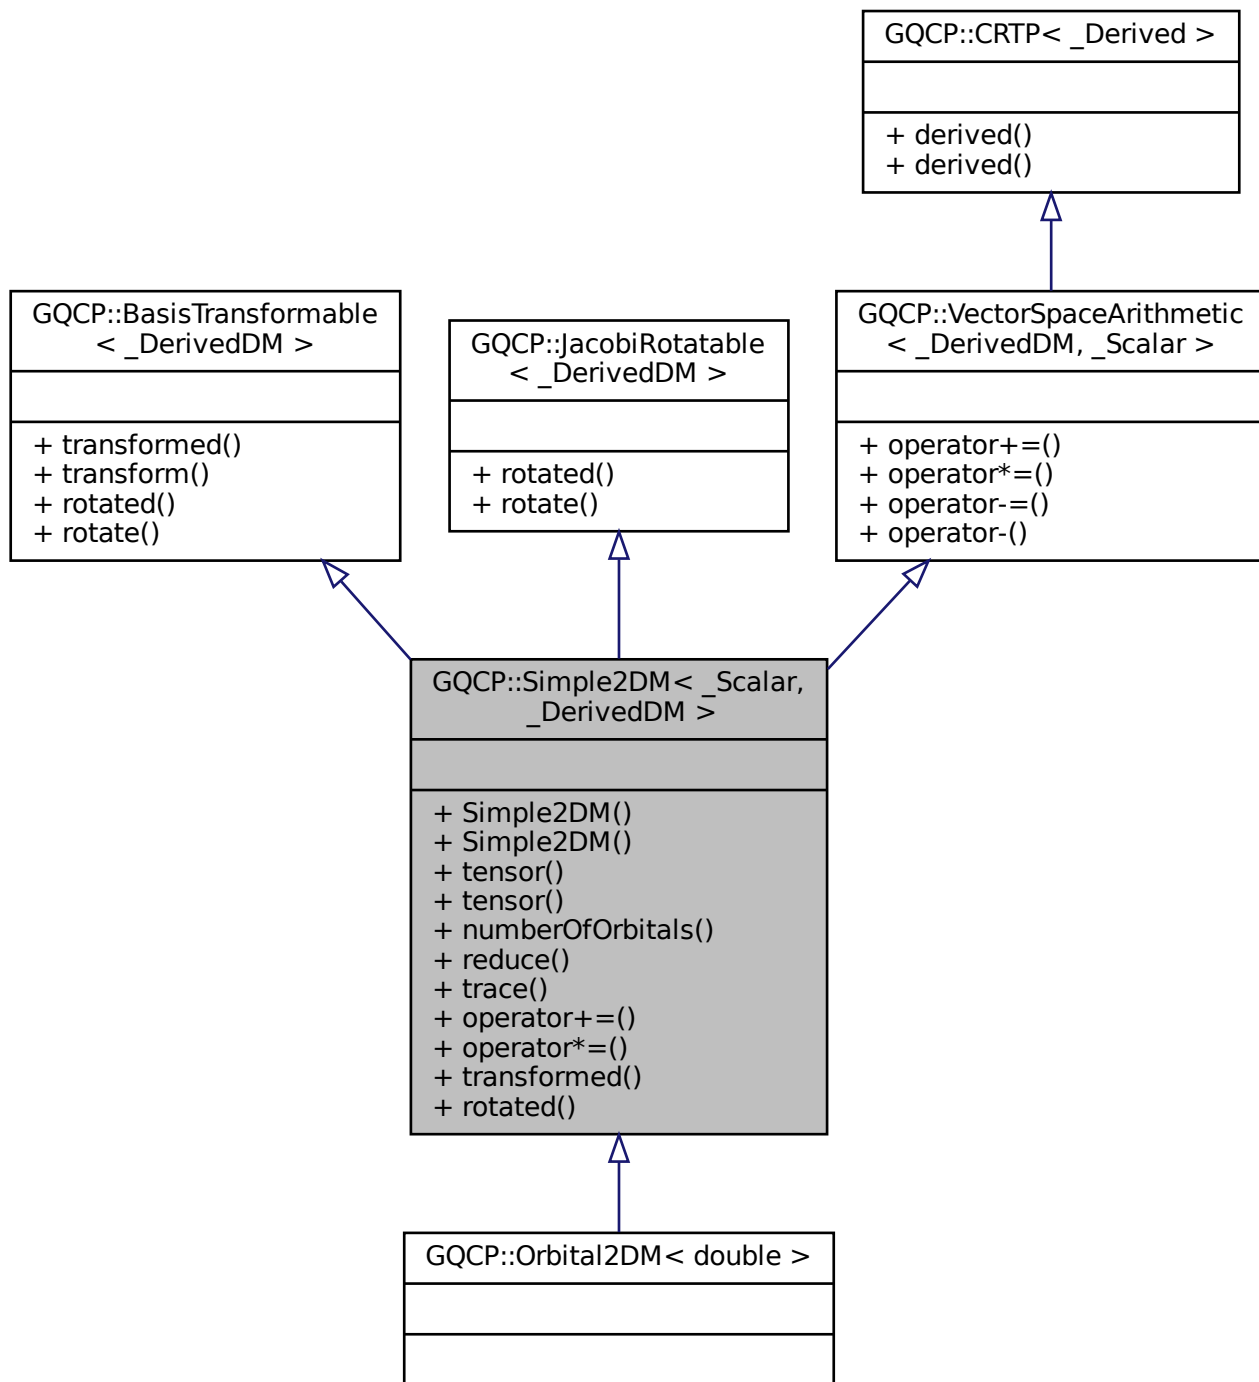 GQCP::CRTP< _Derived >
+ derived()
+ derived()
GQCP::BasisTransformable
< _DerivedDM >
+ transformed()
+ transform()
+ rotated()
+ rotate()
GQCP::JacobiRotatable
< _DerivedDM >
+ rotated()
+ rotate()
GQCP::VectorSpaceArithmetic
< _DerivedDM, _Scalar >
+ operator+=()
+ operator*=()
+ operator-=()
+ operator-()
GQCP::Simple2DM< _Scalar,
_DerivedDM >
+ Simple2DM()
+ Simple2DM()
+ tensor()
+ tensor()
+ numberOfOrbitals()
+ reduce()
+ trace()
+ operator+=()
+ operator*=()
+ transformed()
+ rotated()
GQCP::Orbital2DM< double >